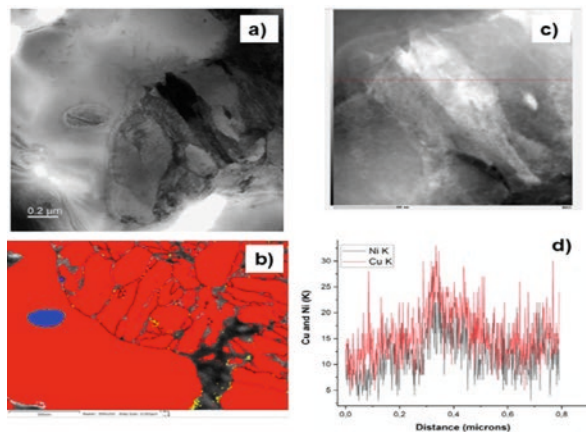 a)
0.2 µm
c)
b)
d)
Ni K
Cu K
Cu and Ni (K)
30
25
20
15
10
5
0,0
0,2
0,4
0,6
0,8
Distance (microns)